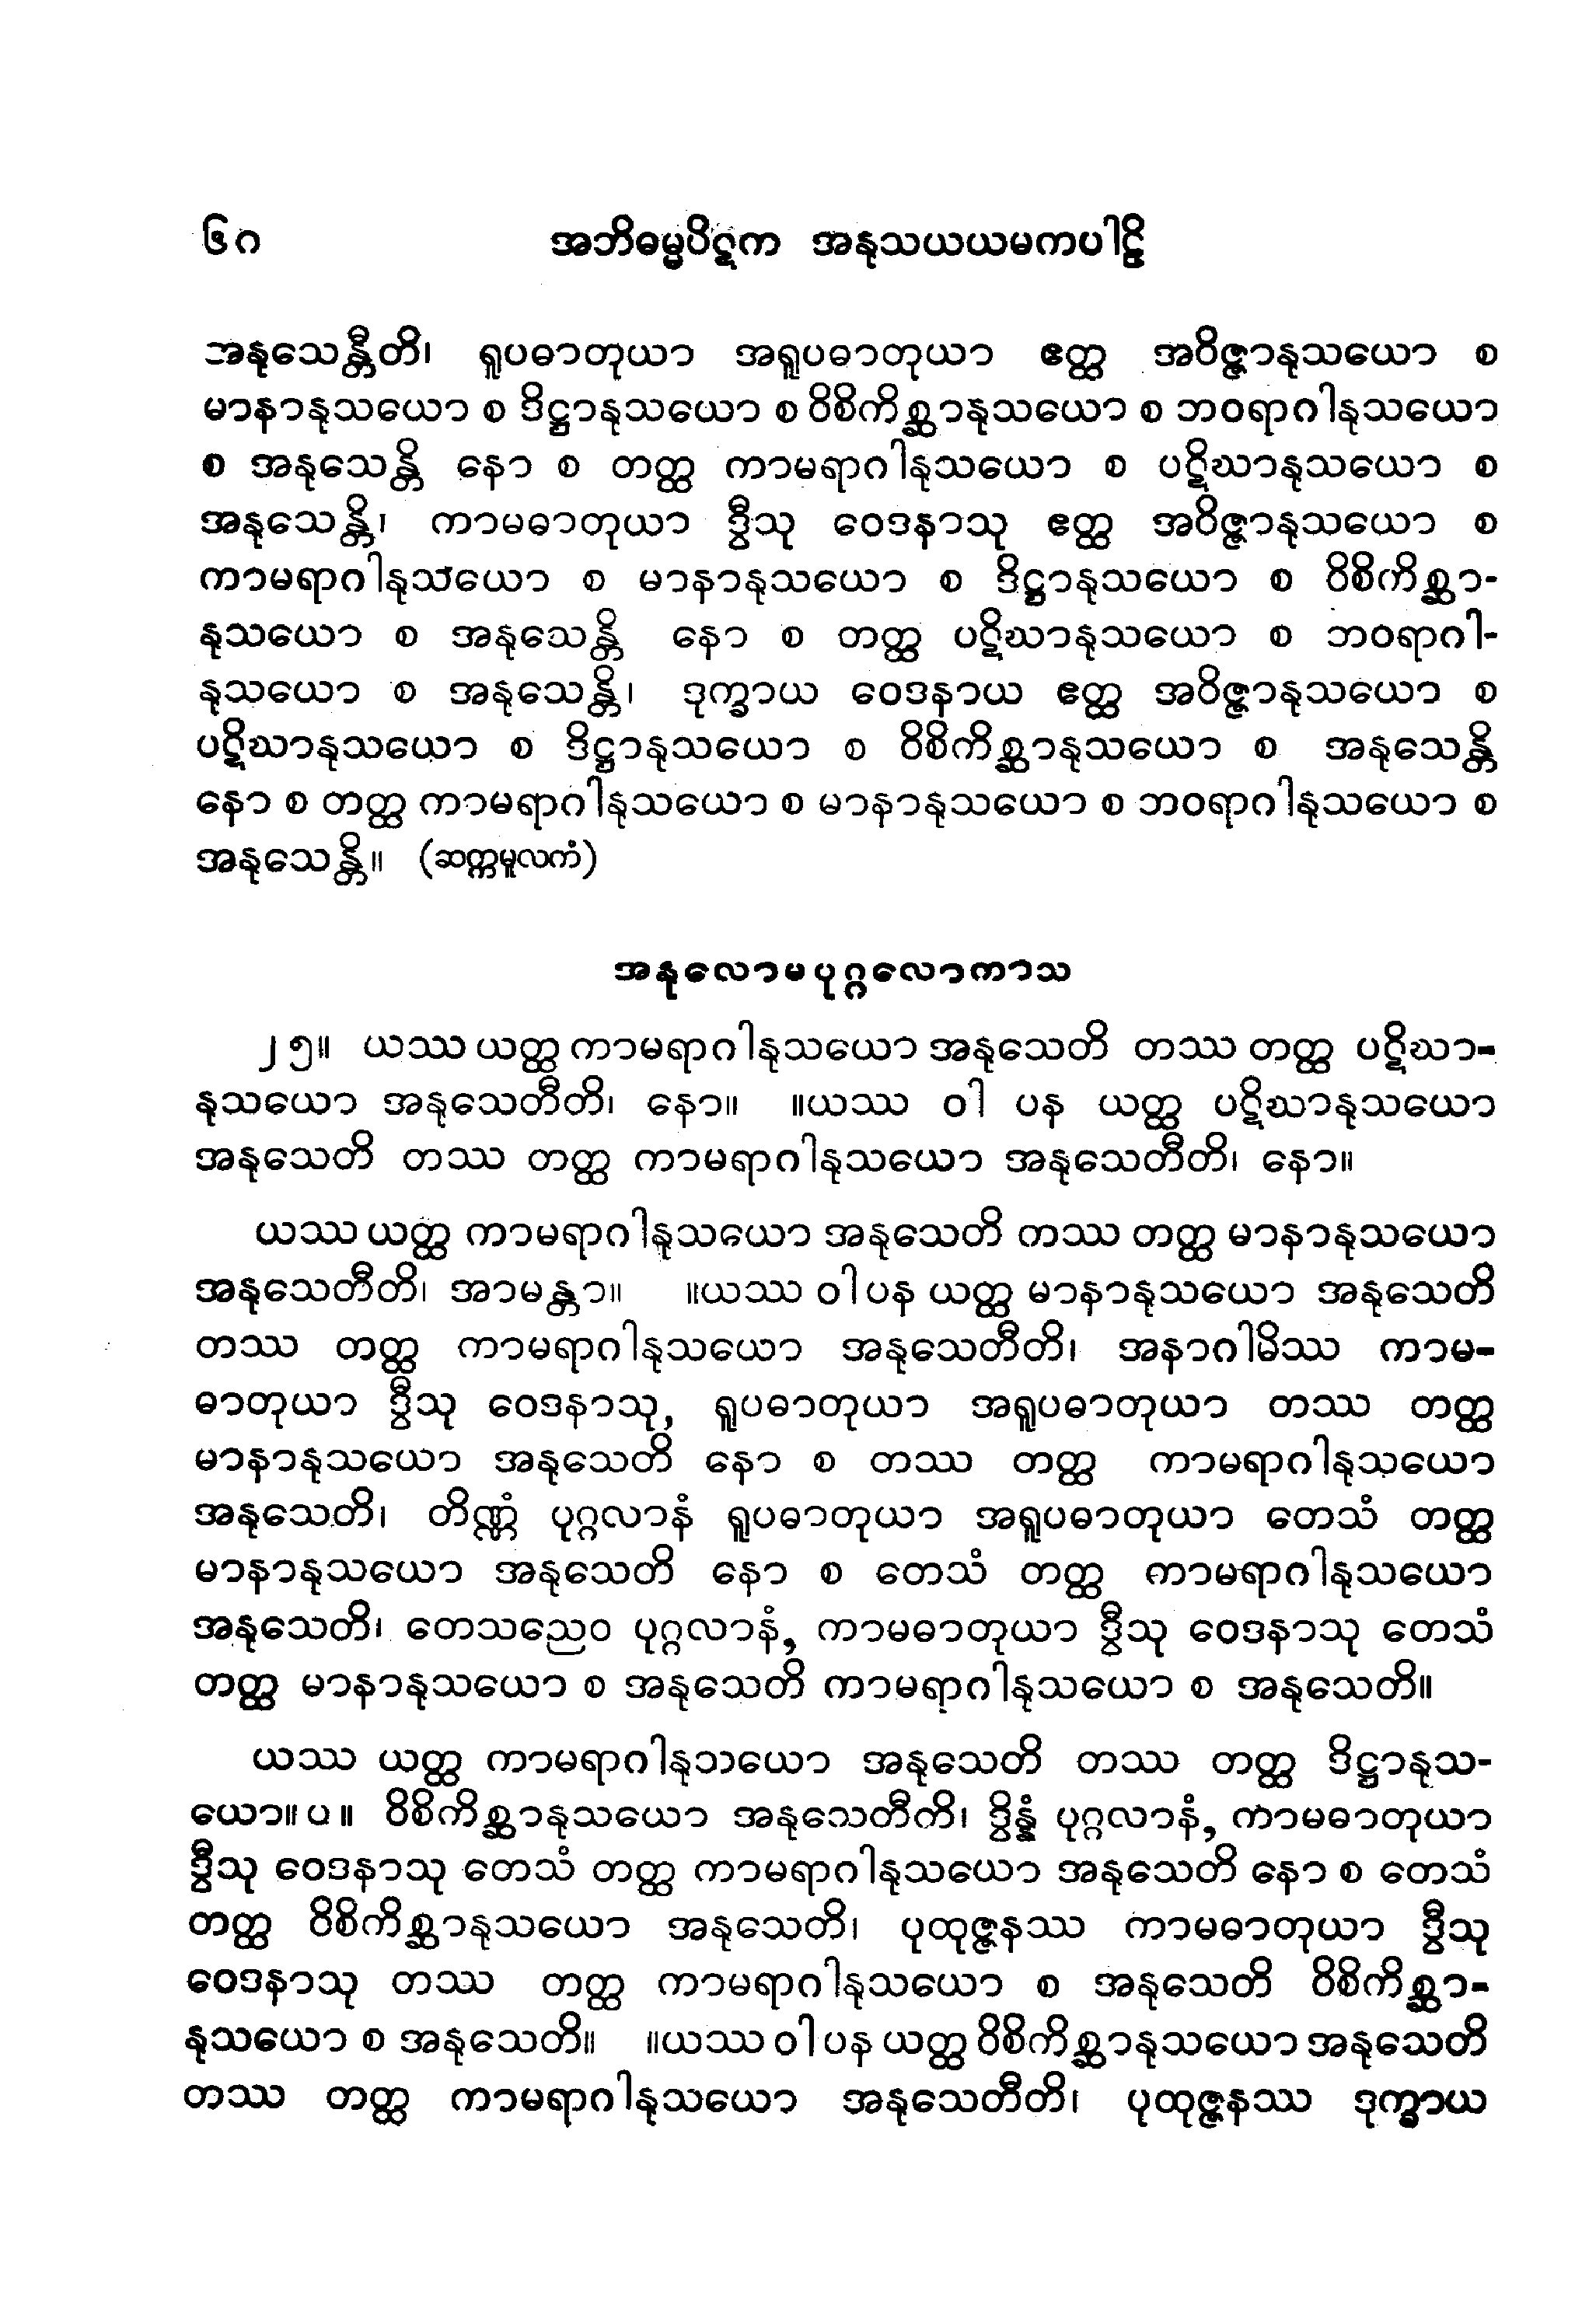 ၆ဂ အဘိဓမ္မပိဋက အနုသယယမကပါဠိ
အနုသေန္တီတိ၊ ရူပဓာတုယာ အရူပဓာတုယာ ဧတ္ထ အဝိဇ္ဇာနုသယော စ
မာနာနုသယော စ ဒိဋ္ဌာနုသယော စ ဝိစိကိစ္ဆာနုသယော စ ဘဝရာဂါနုသယော
စ အနုသေန္တိ နော စ တတ္ထ ကာမရာဂါနုသယော စ ပဋိဃာနုသယော စ
အနုသေန္တိ၊ ကာမဓာတုယာ ဒွီသု ဝေဒနာသု ဧတ္ထ အဝိဇ္ဇာနုသယော စ
ကာမရာဂါနုသယော စ မာနာနုသယော စ ဒိဋ္ဌာနုသယော စ ဝိစိကိစ္ဆာ-
နုသယော စ အနုသေန္တိ နော စ တတ္ထ ပဋိဃာနုသယော စ ဘဝရာဂါ-
နုသယော စ အနုသေန္တိ၊ ဒုက္ခာယ ဝေဒနာယ ဧတ္ထ အဝိဇ္ဇာနုသယော စ
ပဋိဃာနုသယော စ ဒိဋ္ဌာနုသယော စ ဝိစိကိစ္ဆာနုသယော စ အနုသေန္တိ
နော စ တတ္ထ ကာမရာဂါနုသယော စ မာနာနုသယော စ ဘဝရာဂါနုသယော စ
အနုသေန္တိ။ (ဆက္ကမူလကံ)
အနုလောမပုဂ္ဂလောကာသ
၂၅။ ယဿ ယတ္ထ ကာမရာဂါနုသယော အနုသေတိ တဿ တတ္ထ ပဋိဃာ-
နုသယော အနုသေတီတိ၊ နော။ ။ယဿ ဝါ ပန ယတ္ထ ပဋိဃာနုသယော
အနုသေတိ တဿ တတ္ထ ကာမရာဂါနုသယော အနုသေတီတိ၊ နော။
ယဿ ယတ္ထ ကာမရာဂါနုသယော အနုသေတိ ကဿ တတ္ထ မာနာနုသယော
အနုသေတီတိ၊ အာမန္တာ။ ။ယဿ ဝါ ပန ယတ္ထ မာနာနုသယော အနုသေတိ
တဿ တတ္ထ ကာမရာဂါနုသယော အနုသေတီတိ၊ အနာဂါမိဿ ကာမ-
ဓာတုယာ ဒွီသု ဝေဒနာသု, ရူပဓာတုယာ အရူပဓာတုယာ တဿ တတ္ထ
မာနာနုသယော အနုသေတိ နော စ တဿ တတ္ထ ကာမရာဂါနုသယော
အနုသေတိ၊ တိဏ္ဏံ ပုဂ္ဂလာနံ ရူပဓာတုယာ အရူပဓာတုယာ တေသံ တတ္ထ
မာနာနုသယော အနုသေတိ နော စ တေသံ တတ္ထ ကာမရာဂါနုသယော
အနုသေတိ၊ တေသညေဝ ပုဂ္ဂလာနံ, ကာမဓာတုယာ ဒွီသု ဝေဒနာသု တေသံ
တတ္ထ မာနာနုသယော စ အနုသေတိ ကာမရာဂါနုသယော စ အနုသေတိ။
ယဿ ယတ္ထ ကာမရာဂါနုသယော အနုသေတိ တဿ တတ္ထ ဒိဋ္ဌာနုသ-
ယော။ပ။ ဝိစိကိစ္ဆာနုသယော အနုသေတီကိ၊ ဒွိန္နံ ပုဂ္ဂလာနံ, ကာမဓာတုယာ
ဒွီသု ဝေဒနာသု တေသံ တတ္ထ ကာမရာဂါနုသယော အနုသေတိ နော စ တေသံ
တတ္ထ ဝိစိကိစ္ဆာနုသယော အနုသေတိ၊ ပုထုဇ္ဇနဿ ကာမဓာတုယာ ဒွီသု
ဝေဒနာသု တဿ တတ္ထ ကာမရာဂါနုသယော စ အနုသေတိ ဝိစိကိစ္ဆာ-
နုသယော စ အနုသေတိ။ ။ယဿ ဝါ ပန ယတ္ထ ဝိစိကိစ္ဆာနုသယော အနုသေတိ
တဿ တတ္ထ ကာမရာဂါနုသယော အနုသေတီတိ၊ ပုထုဇ္ဇနဿ ဒုက္ခာယ